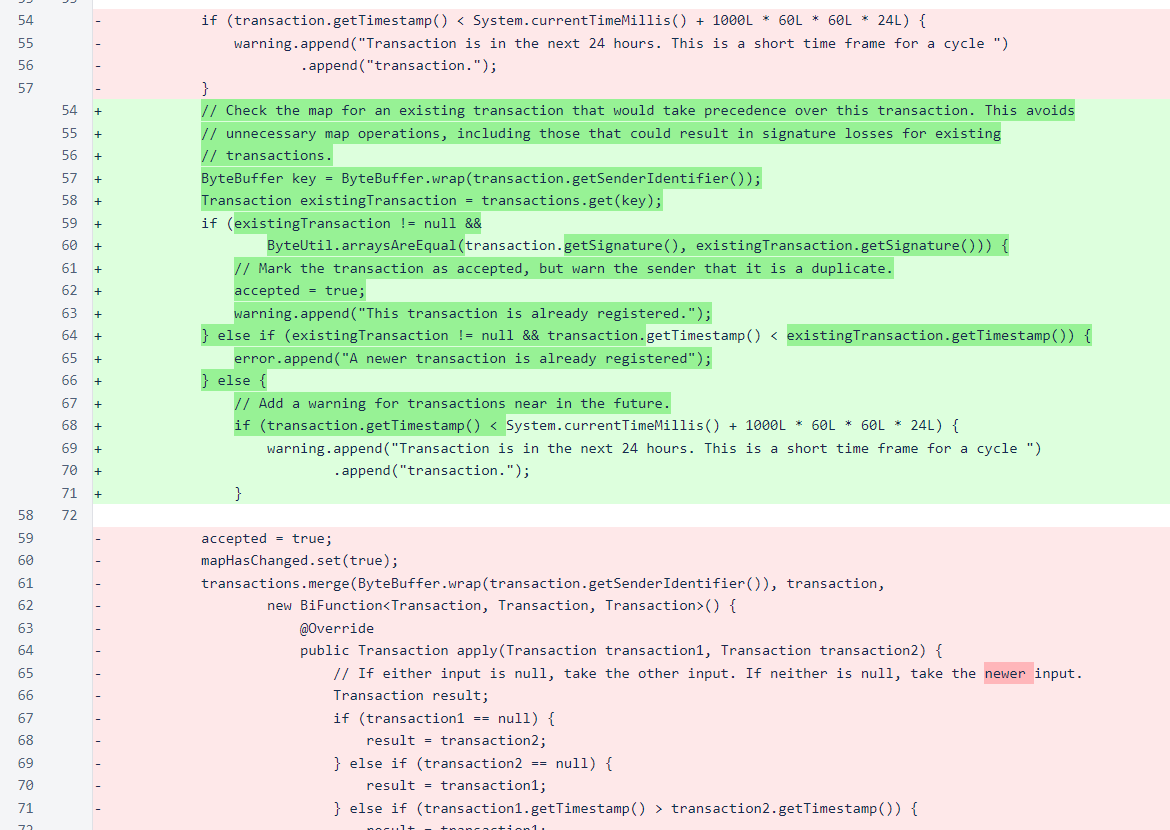 54 - if (transaction.getTimestamp() < System.currentTimeMillis() + 1000L * 60L * 60L * 24L) {
55 - warning.append("Transaction is in the next 24 hours. This is a short time frame for a cycle ")
56 - .append("transaction.");
57 - }
54 + // Check the map for an existing transaction that would take precedence over this transaction. This avoids
55 + // unnecessary map operations, including those that could result in signature losses for existing
56 + // transactions.
57 + ByteBuffer key = ByteBuffer.wrap(transaction.getSenderIdentifier());
58 + Transaction existingTransaction = transactions.get(key);
59 + if (existingTransaction != null &&
60 + ByteUtil.arraysAreEqual(transaction.getSignature(), existingTransaction.getSignature())) {
61 + // Mark the transaction as accepted, but warn the sender that it is a duplicate.
62 + accepted = true;
63 + warning.append("This transaction is already registered.");
64 + } else if (existingTransaction != null && transaction.getTimestamp() < existingTransaction.getTimestamp()) {
65 + error.append("A newer transaction is already registered");
66 + } else {
67 + // Add a warning for transactions near in the future.
68 + if (transaction.getTimestamp() < System.currentTimeMillis() + 1000L * 60L * 60L * 24L) {
69 + warning.append("Transaction is in the next 24 hours. This is a short time frame for a cycle ")
70 + .append("transaction.");
71 + }
58 72
59 - accepted = true;
60 - mapHasChanged.set(true);
61 - transactions.merge(ByteBuffer.wrap(transaction.getSenderIdentifier()), transaction,
62 - new BiFunction<Transaction, Transaction, Transaction>() {
63 - @Override
64 - public Transaction apply(Transaction transaction1, Transaction transaction2) {
65 - // If either input is null, take the other input. If neither is null, take the newer input.
66 - Transaction result;
67 - if (transaction1 == null) {
68 - result = transaction2;
69 - } else if (transaction2 == null) {
70 - result = transaction1;
71 - } else if (transaction1.getTimestamp() > transaction2.getTimestamp()) {